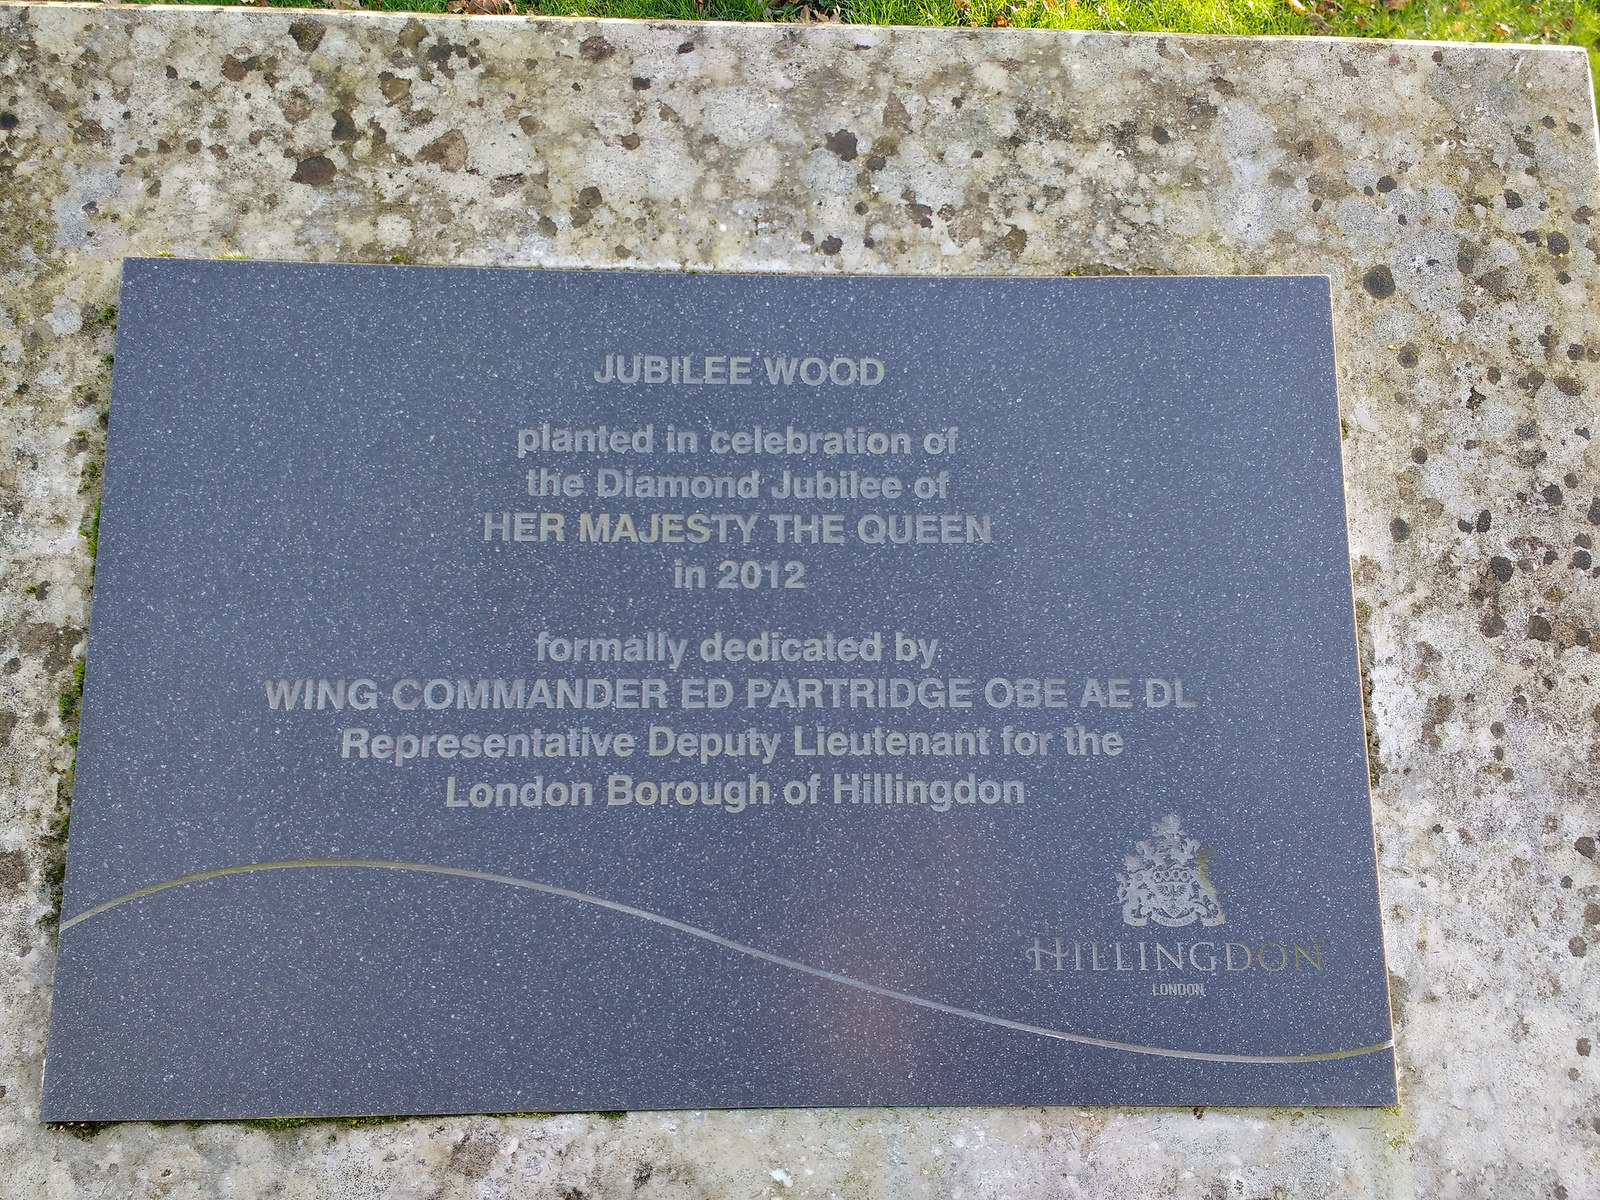 JUBILEE WOOD
planted in celebration of
the Diamond Jubilee of
HER MAJESTY THE QUEEN
in 2012
formally dedicated by
WING COMMANDER ED PARTRIDGE OBE AE DL
Representative Deputy Lieutenant for the
London Borough of Hillingdon
HILLINGDON
LONDON